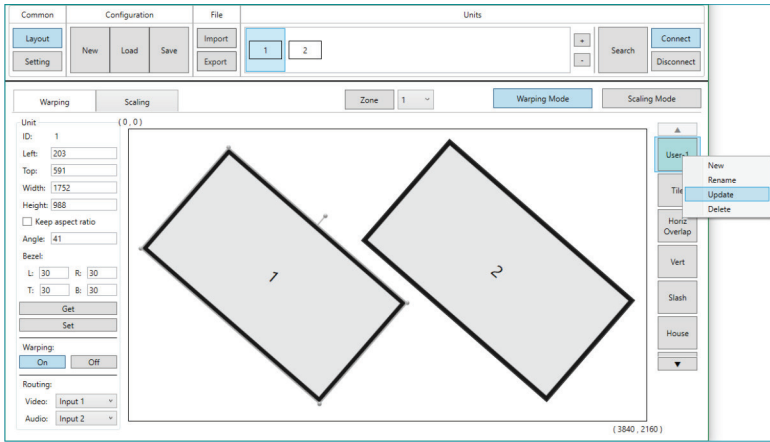 Common Configuration File Units
Layout
Setting
New Load Save
Import
Export
1 2
+
-
Search
Connect
Disconnect
Warping Scaling
Zone 1
Warping Mode Scaling Mode
Unit
( 0 , 0 )
ID: 1
Left: 203
Top: 591
Width: 1752
Height: 988
Keep aspect ratio
Angle: 41
Bezel:
L: 30 R: 30
T: 30 B: 30
Get
Set
Warping:
On Off
Routing:
Video: Input 1
Audio: Input 2
1
2
( 3840 , 2160 )
User-1
Tile
Horiz
Overlap
Vert
Slash
House
New
Rename
Update
Delete